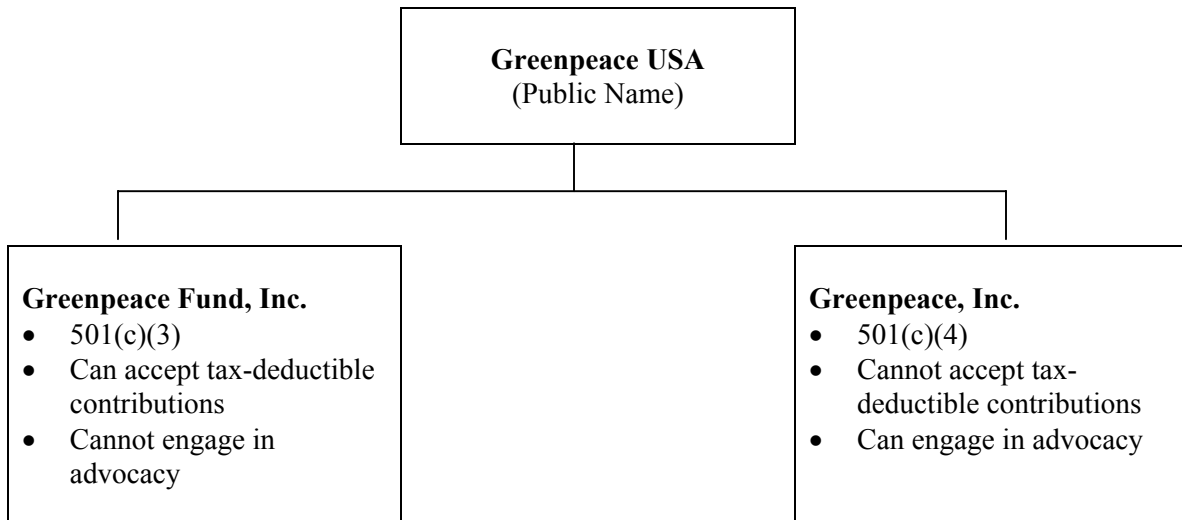 Greenpeace USA
(Public Name)
Greenpeace Fund, Inc.
• 501(c)(3)
• Can accept tax-deductible
contributions
• Cannot engage in
advocacy
Greenpeace, Inc.
• 501(c)(4)
• Cannot accept tax-
deductible contributions
• Can engage in advocacy